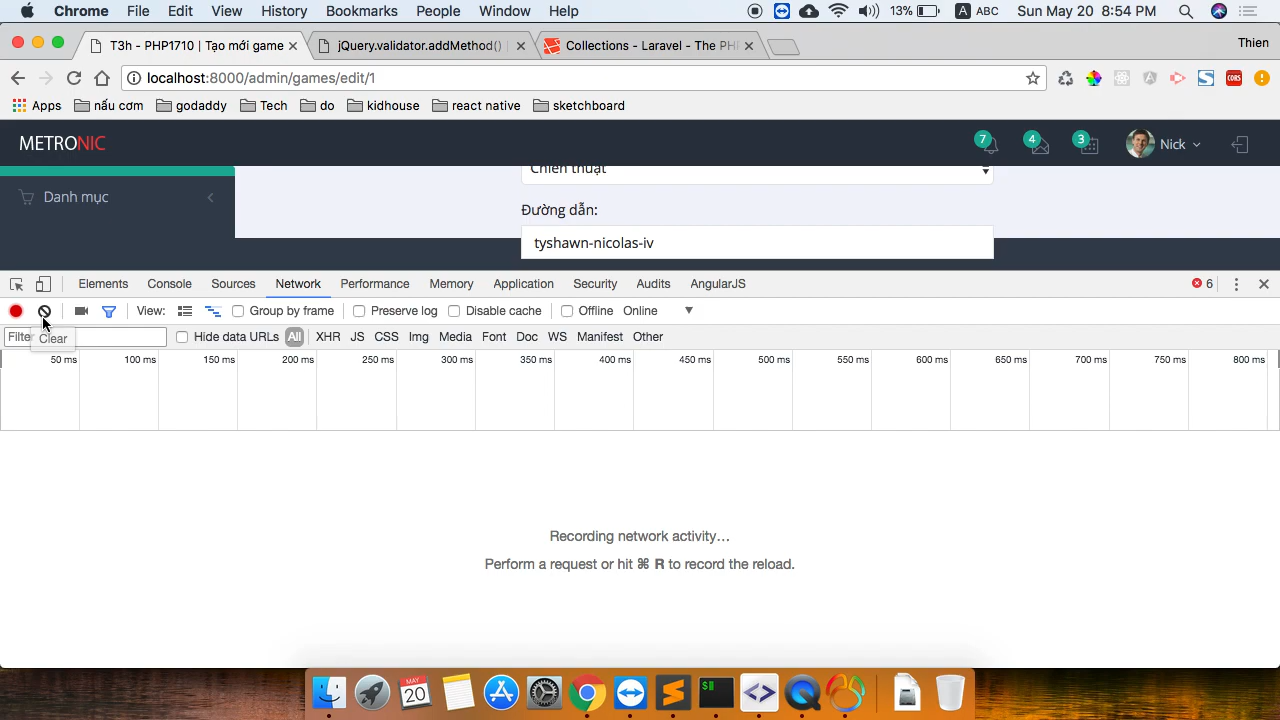 Chrome File Edit View History Bookmarks People Window Help 13% A ABC Sun May 20 8:54 PM
T3h - PHP1710 | Tạo mới game jQuery.validator.addMethod() Collections - Laravel - The PH Thien
localhost:8000/admin/games/edit/1 CORS
Apps nấu cơm godaddy Tech do kidhouse react native sketchboard
METRONIC 7 4 3 Nick
Chiến thuật
Danh mục
Đường dẫn:
tyshawn-nicolas-iv
Elements Console Network Sources Performance Memory Application Security Audits AngularJS 6
View: Group by frame Preserve log Disable cache Offline Online
Filter Hide data URLs All XHR JS CSS Img Media Font Doc WS Manifest Other
Clear
50 ms 100 ms 150 ms 200 ms 250 ms 300 ms 350 ms 400 ms 450 ms 500 ms 550 ms 600 ms 650 ms 700 ms 750 ms 800 ms
Recording network activity…
Perform a request or hit ⌘ R to record the reload.
MAY
20